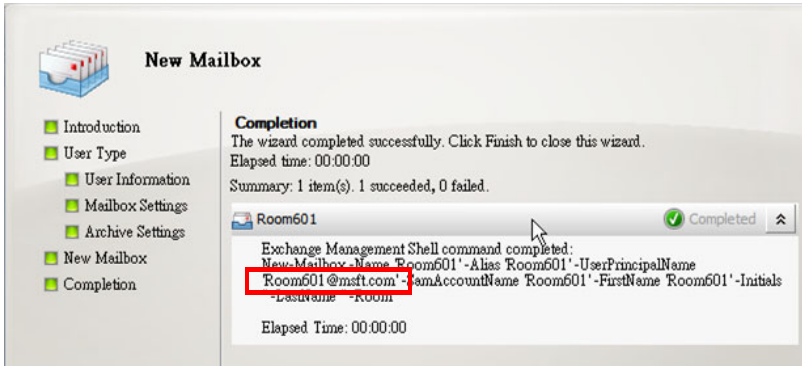 New Mailbox
Introduction
User Type
User Information
Mailbox Settings
Archive Settings
New Mailbox
Completion
Completion
The wizard completed successfully. Click Finish to close this wizard.
Elapsed time: 00:00:00
Summary: 1 item(s). 1 succeeded, 0 failed.
Room601
Completed
Exchange Management Shell command completed:
New-Mailbox -Name 'Room601' -Alias 'Room601' -UserPrincipalName
'Room601@msft.com' -SamAccountName 'Room601' -FirstName 'Room601' -Initials
'' -LastName '' -Room
Elapsed Time: 00:00:00